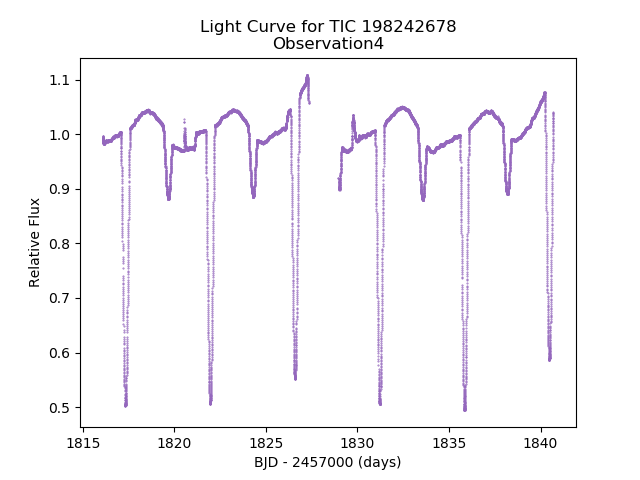 Light Curve for TIC 198242678
Observation4
Relative Flux
1.1
1.0
0.9
0.8
0.7
0.6
0.5
1815 1820 1825 1830 1835 1840
BJD - 2457000 (days)